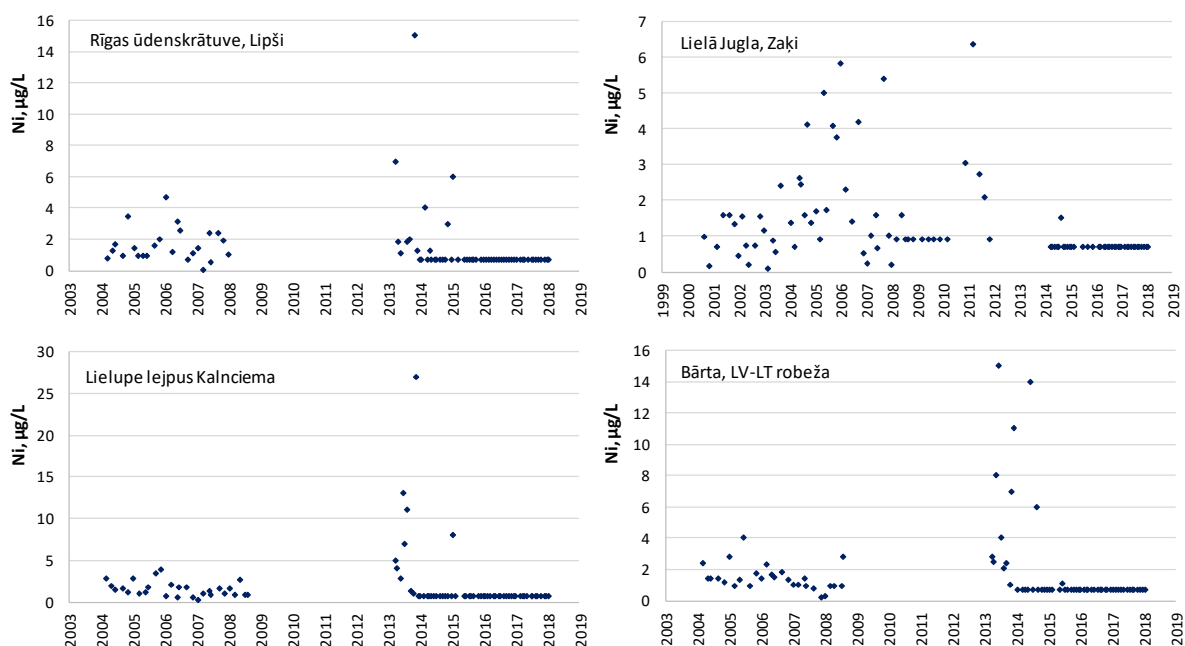 Rīgas ūdenskrātuve, Lipši
Ni, µg/L
16
14
12
10
8
6
4
2
0
2003 2004 2005 2006 2007 2008 2009 2010 2011 2012 2013 2014 2015 2016 2017 2018 2019
Lielā Jugla, Zaķi
Ni, µg/L
7
6
5
4
3
2
1
0
1999 2000 2001 2002 2003 2004 2005 2006 2007 2008 2009 2010 2011 2012 2013 2014 2015 2016 2017 2018 2019
Lielupe lejpus Kalnciema
Ni, µg/L
30
25
20
15
10
5
0
2003 2004 2005 2006 2007 2008 2009 2010 2011 2012 2013 2014 2015 2016 2017 2018 2019
Bārta, LV-LT robeža
Ni, µg/L
16
14
12
10
8
6
4
2
0
2003 2004 2005 2006 2007 2008 2009 2010 2011 2012 2013 2014 2015 2016 2017 2018 2019